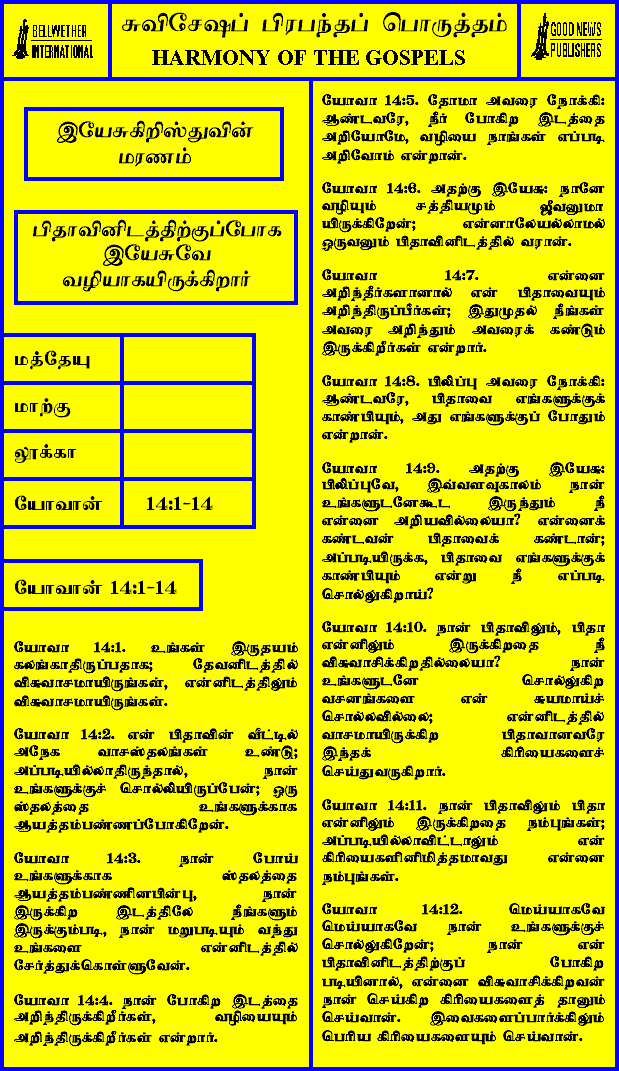 BELLWETHER
INTERNATIONAL
சுவிசேஷப் பிரபந்தப் பொருத்தம்
HARMONY OF THE GOSPELS
GOOD NEWS
PUBLISHERS
இயேசுகிறிஸ்துவின்
மரணம்
பிதாவினிடத்திற்குப்போக
இயேசுவே
வழியாகயிருக்கிறார்
மத்தேயு
மாற்கு
லூக்கா
யோவான் 14:1-14
யோவான் 14:1-14
யோவா 14:1. உங்கள் இருதயம்
கலங்காதிருப்பதாக; தேவனிடத்தில்
விசுவாசமாயிருங்கள், என்னிடத்திலும்
விசுவாசமாயிருங்கள்.
யோவா 14:2. என் பிதாவின் வீட்டில்
அநேக வாசஸ்தலங்கள் உண்டு;
அப்படியில்லாதிருந்தால், நான்
உங்களுக்குச் சொல்லியிருப்பேன்; ஒரு
ஸ்தலத்தை உங்களுக்காக
ஆயத்தம்பண்ணப்போகிறேன்.
யோவா 14:3. நான் போய்
உங்களுக்காக ஸ்தலத்தை
ஆயத்தம்பண்ணினபின்பு, நான்
இருக்கிற இடத்திலே நீங்களும்
இருக்கும்படி, நான் மறுபடியும் வந்து
உங்களை என்னிடத்தில்
சேர்த்துக்கொள்ளுவேன்.
யோவா 14:4. நான் போகிற இடத்தை
அறிந்திருக்கிறீர்கள், வழியையும்
அறிந்திருக்கிறீர்கள் என்றார்.
யோவா 14:5. தோமா அவரை நோக்கி:
ஆண்டவரே, நீர் போகிற இடத்தை
அறியோமே, வழியை நாங்கள் எப்படி
அறிவோம் என்றான்.
யோவா 14:6. அதற்கு இயேசு: நானே
வழியும் சத்தியமும் ஜீவனுமா
யிருக்கிறேன்; என்னாலேயல்லாமல்
ஒருவனும் பிதாவினிடத்தில் வரான்.
யோவா 14:7. என்னை
அறிந்தீர்களானால் என் பிதாவையும்
அறிந்திருப்பீர்கள்; இதுமுதல் நீங்கள்
அவரை அறிந்தும் அவரைக் கண்டும்
இருக்கிறீர்கள் என்றார்.
யோவா 14:8. பிலிப்பு அவரை நோக்கி:
ஆண்டவரே, பிதாவை எங்களுக்குக்
காண்பியும், அது எங்களுக்குப் போதும்
என்றான்.
யோவா 14:9. அதற்கு இயேசு:
பிலிப்புவே, இவ்வளவுகாலம் நான்
உங்களுடனேகூட இருந்தும் நீ
என்னை அறியவில்லையா? என்னைக்
கண்டவன் பிதாவைக் கண்டான்;
அப்படியிருக்க, பிதாவை எங்களுக்குக்
காண்பியும் என்று நீ எப்படி
சொல்லுகிறாய்?
யோவா 14:10. நான் பிதாவிலும், பிதா
என்னிலும் இருக்கிறதை நீ
விசுவாசிக்கிறதில்லையா? நான்
உங்களுடனே சொல்லுகிற
வசனங்களை என் சுயமாய்ச்
சொல்லவில்லை; என்னிடத்தில்
வாசமாயிருக்கிற பிதாவானவரே
இந்தக் கிரியைகளைச்
செய்துவருகிறார்.
யோவா 14:11. நான் பிதாவிலும் பிதா
என்னிலும் இருக்கிறதை நம்புங்கள்;
அப்படியில்லாவிட்டாலும் என்
கிரியைகளினிமித்தமாவது என்னை
நம்புங்கள்.
யோவா 14:12. மெய்யாகவே
மெய்யாகவே நான் உங்களுக்குச்
சொல்லுகிறேன்; நான் என்
பிதாவினிடத்திற்குப் போகிற
படியினால், என்னை விசுவாசிக்கிறவன்
நான் செய்கிற கிரியைகளைத் தானும்
செய்வான். இவைகளைப்பார்க்கிலும்
பெரிய கிரியைகளையும் செய்வான்.